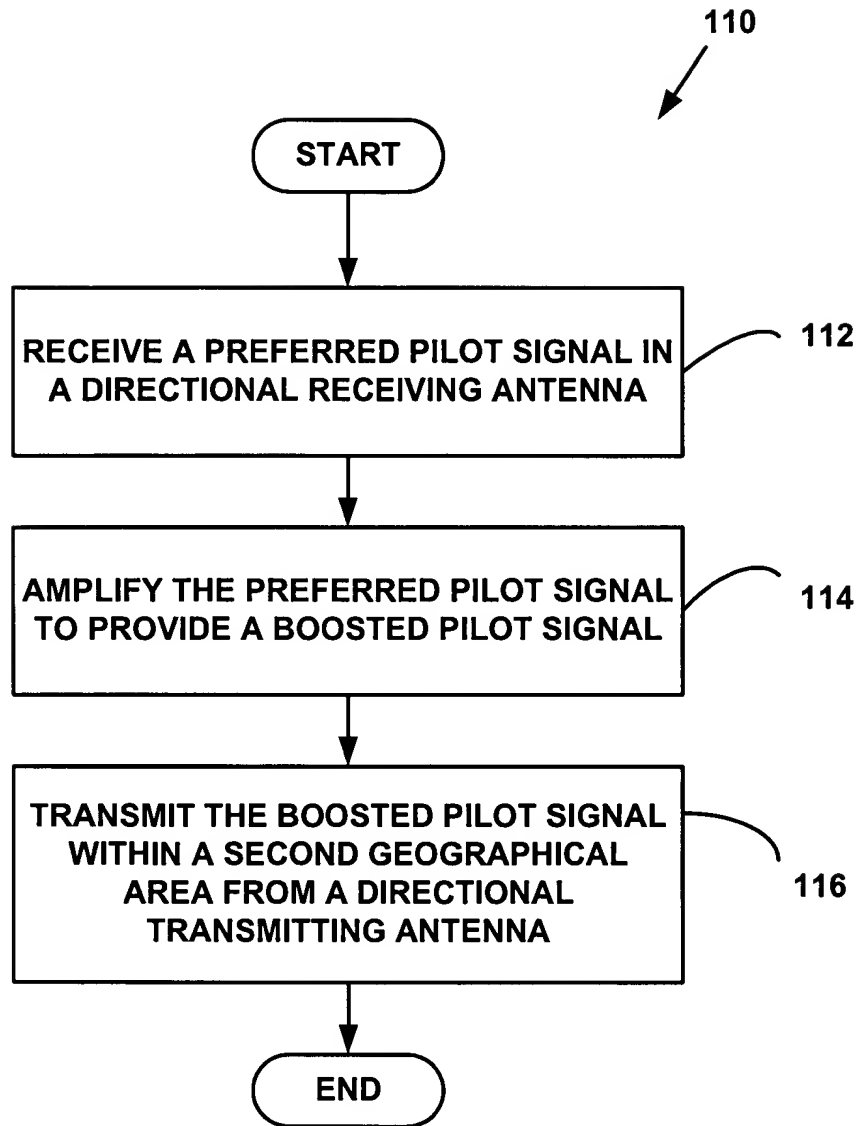 110
START
RECEIVE A PREFERRED PILOT SIGNAL IN
A DIRECTIONAL RECEIVING ANTENNA
112
AMPLIFY THE PREFERRED PILOT SIGNAL
TO PROVIDE A BOOSTED PILOT SIGNAL
114
TRANSMIT THE BOOSTED PILOT SIGNAL
WITHIN A SECOND GEOGRAPHICAL
AREA FROM A DIRECTIONAL
TRANSMITTING ANTENNA
116
END